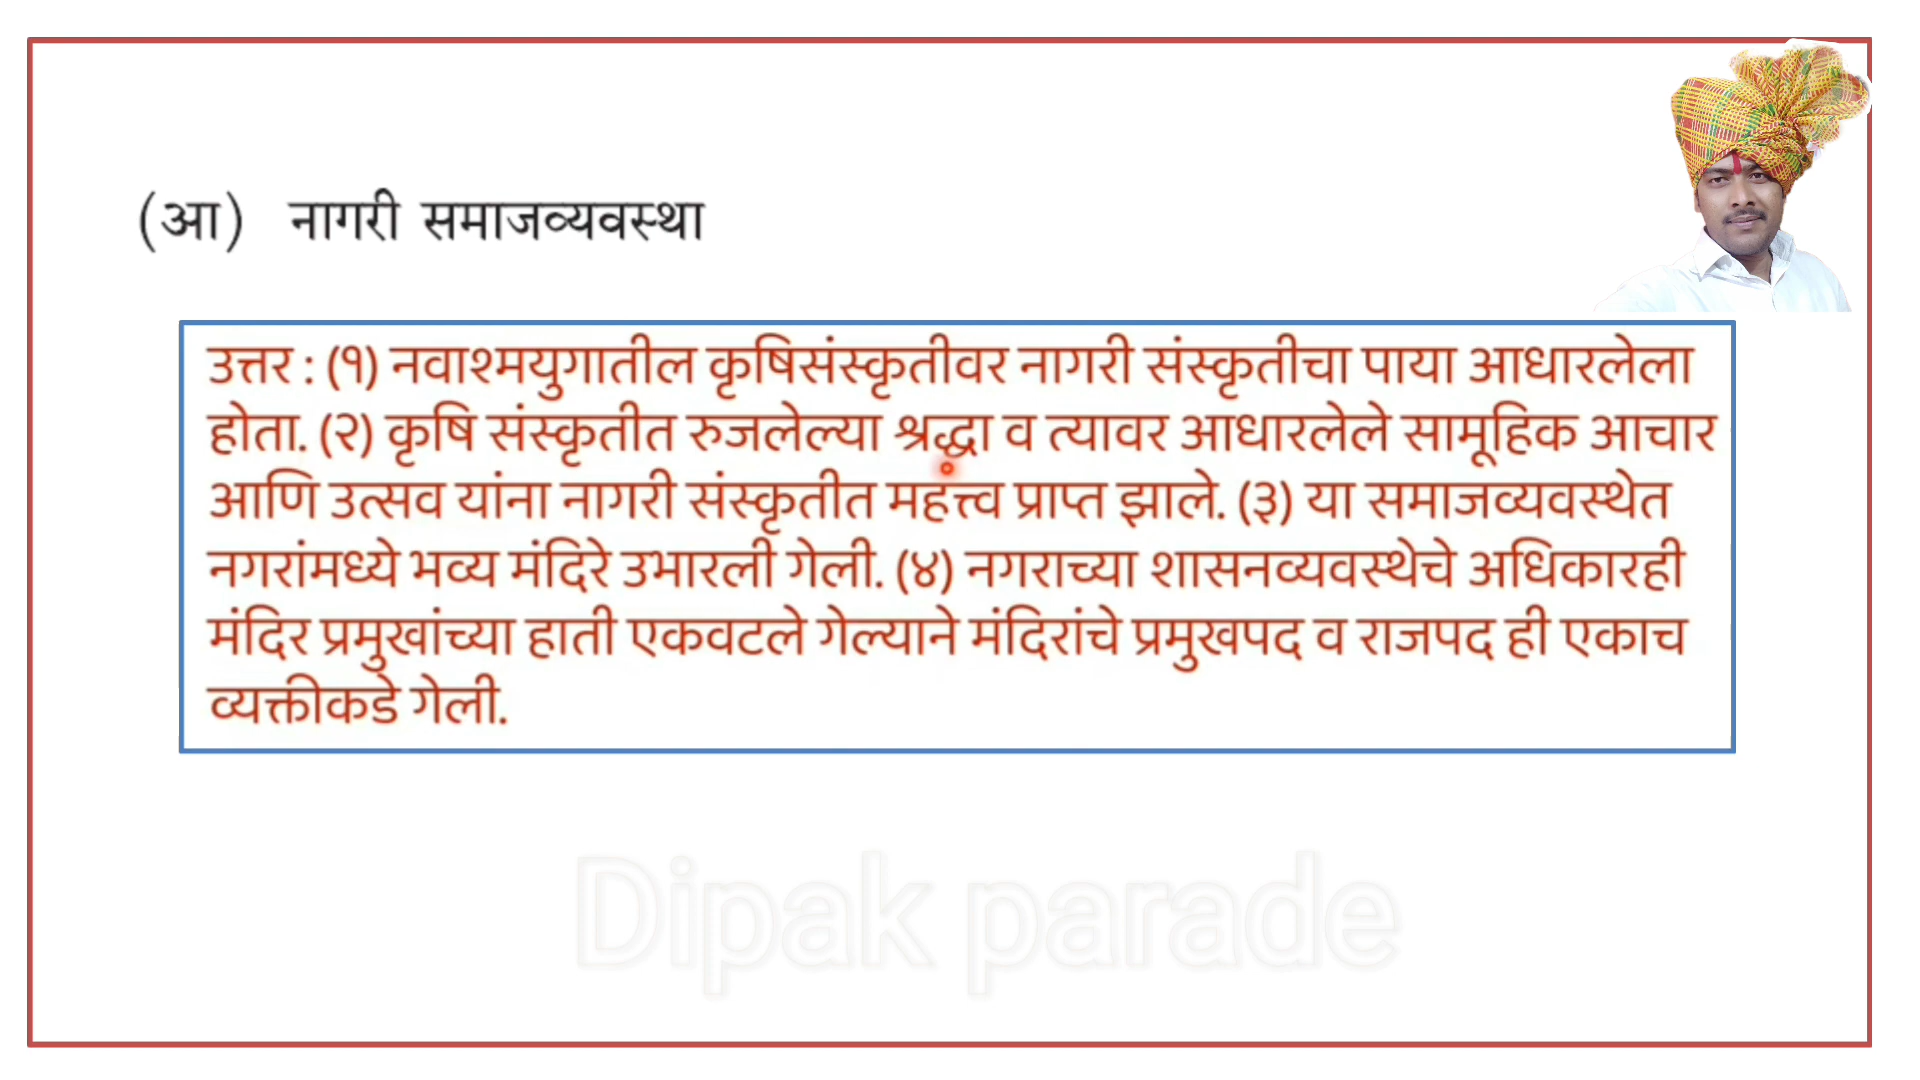 (आ) नागरी समाजव्यवस्था
उत्तर : (१) नवाश्मयुगातील कृषिसंस्कृतीवर नागरी संस्कृतीचा पाया आधारलेला
होता. (२) कृषि संस्कृतीत रुजलेल्या श्रद्धा व त्यावर आधारलेले सामूहिक आचार
आणि उत्सव यांना नागरी संस्कृतीत महत्त्व प्राप्त झाले. (३) या समाजव्यवस्थेत
नगरांमध्ये भव्य मंदिरे उभारली गेली. (४) नगराच्या शासनव्यवस्थेचे अधिकारही
मंदिर प्रमुखांच्या हाती एकवटले गेल्याने मंदिरांचे प्रमुखपद व राजपद ही एकाच
व्यक्तीकडे गेली.
Dipak parade